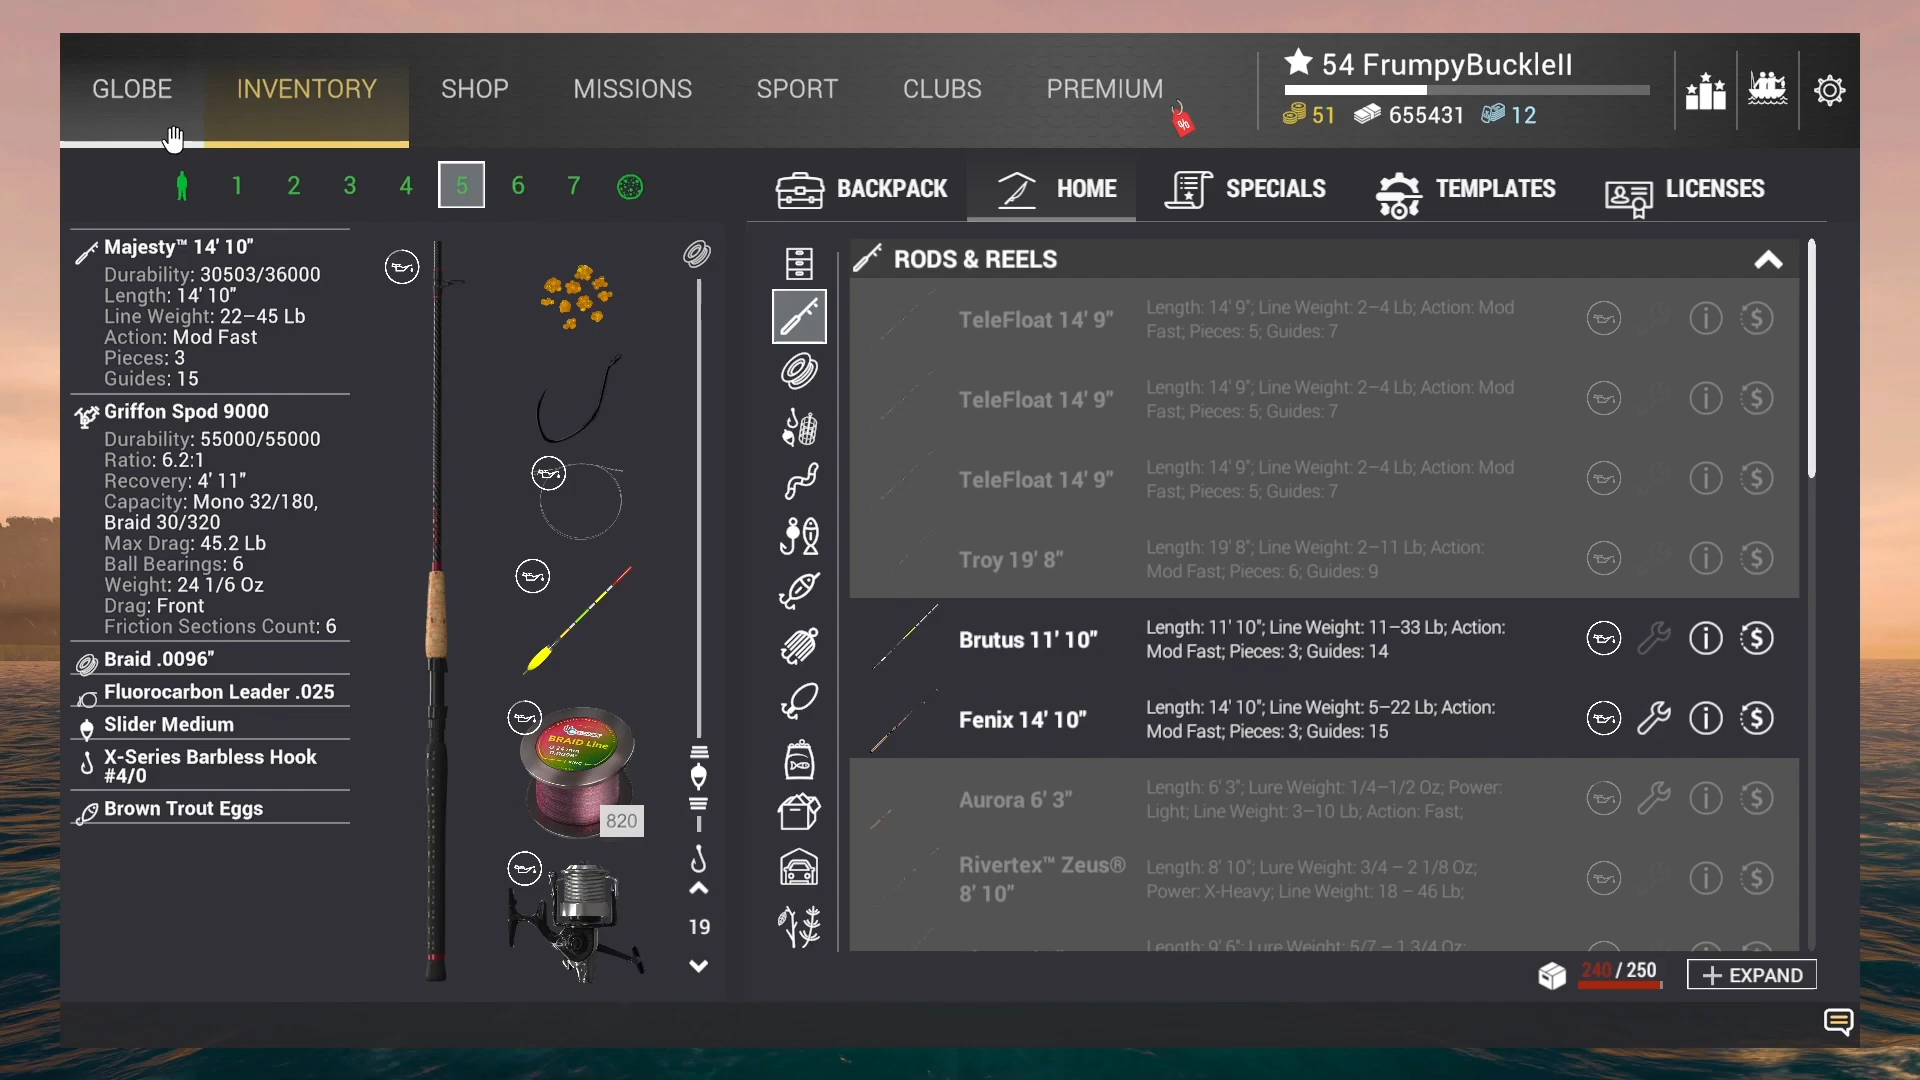 GLOBE
INVENTORY
SHOP
MISSIONS
SPORT
CLUBS
PREMIUM
54 FrumpyBucklell
51
655431
12
1
2
3
4
5
6
7
BACKPACK
HOME
SPECIALS
TEMPLATES
LICENSES
Majesty™ 14' 10"
Durability: 30503/36000
Length: 14' 10"
Line Weight: 22–45 Lb
Action: Mod Fast
Pieces: 3
Guides: 15
Griffon Spod 9000
Durability: 55000/55000
Ratio: 6.2:1
Recovery: 4' 11"
Capacity: Mono 32/180,
Braid 30/320
Max Drag: 45.2 Lb
Ball Bearings: 6
Weight: 24 1/6 Oz
Drag: Front
Friction Sections Count: 6
Braid .0096"
Fluorocarbon Leader .025
Slider Medium
X-Series Barbless Hook
#4/0
Brown Trout Eggs
BRAID Line
820
19
RODS & REELS
TeleFloat 14' 9"
Length: 14' 9"; Line Weight: 2–4 Lb; Action: Mod
Fast; Pieces: 5; Guides: 7
TeleFloat 14' 9"
Length: 14' 9"; Line Weight: 2–4 Lb; Action: Mod
Fast; Pieces: 5; Guides: 7
TeleFloat 14' 9"
Length: 14' 9"; Line Weight: 2–4 Lb; Action: Mod
Fast; Pieces: 5; Guides: 7
Troy 19' 8"
Length: 19' 8"; Line Weight: 2–11 Lb; Action:
Mod Fast; Pieces: 6; Guides: 9
Brutus 11' 10"
Length: 11' 10"; Line Weight: 11–33 Lb; Action:
Mod Fast; Pieces: 3; Guides: 14
Fenix 14' 10"
Length: 14' 10"; Line Weight: 5–22 Lb; Action:
Mod Fast; Pieces: 3; Guides: 15
Aurora 6' 3"
Length: 6' 3"; Lure Weight: 1/4–1/2 Oz; Power:
Light; Line Weight: 3–10 Lb; Action: Fast;
Rivertex™ Zeus®
8' 10"
Length: 8' 10"; Lure Weight: 3/4 – 2 1/8 Oz;
Power: X-Heavy; Line Weight: 18 – 46 Lb;
Length: 9' 6"; Lure Weight: 5/7 – 1 3/4 Oz;
240 / 250
EXPAND